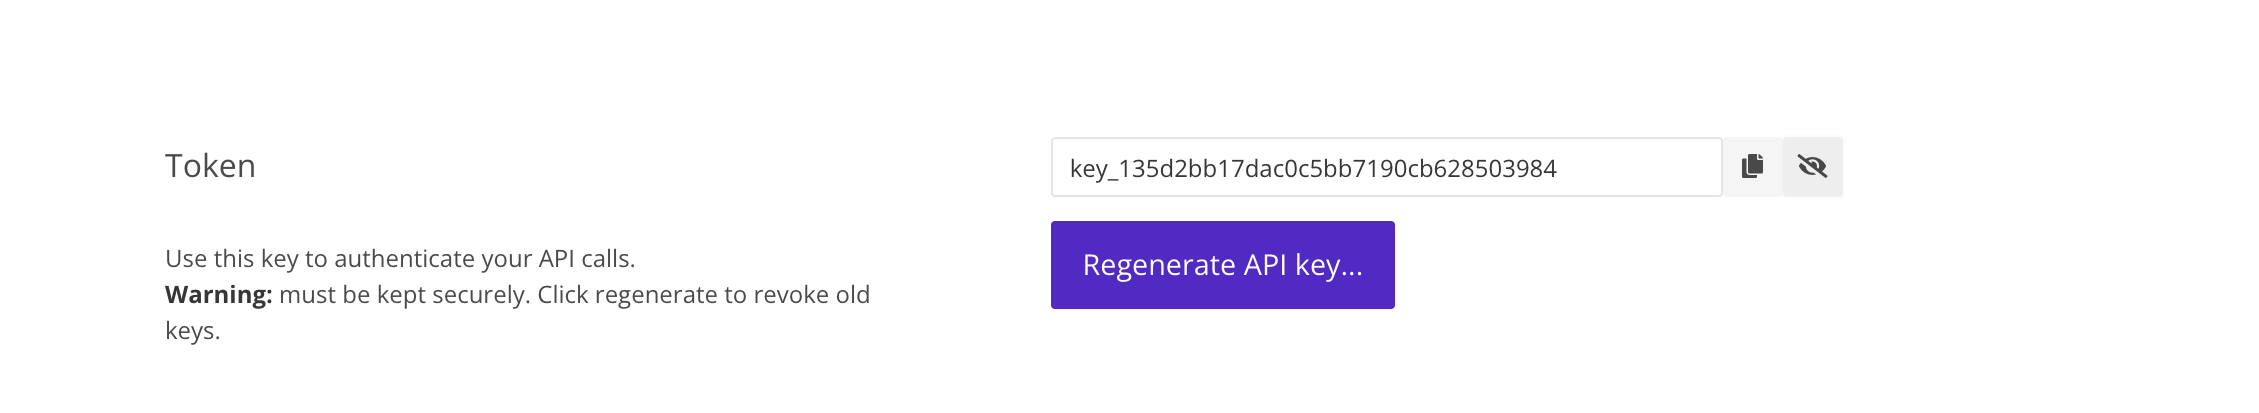 Token
key_135d2bb17dac0c5bb7190cb628503984
Regenerate API key...
Use this key to authenticate your API calls.
Warning: must be kept securely. Click regenerate to revoke old
keys.